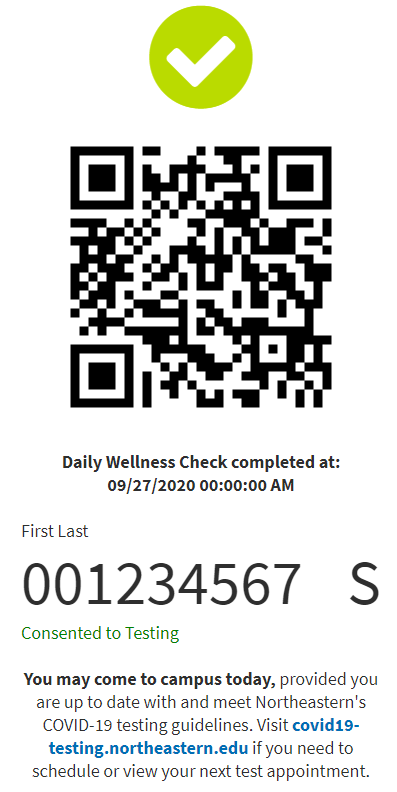 Daily Wellness Check completed at:
09/27/2020 00:00:00 AM
First Last
001234567 S
Consented to Testing
You may come to campus today, provided you
are up to date with and meet Northeastern's
COVID-19 testing guidelines. Visit covid19-
testing.northeastern.edu if you need to
schedule or view your next test appointment.